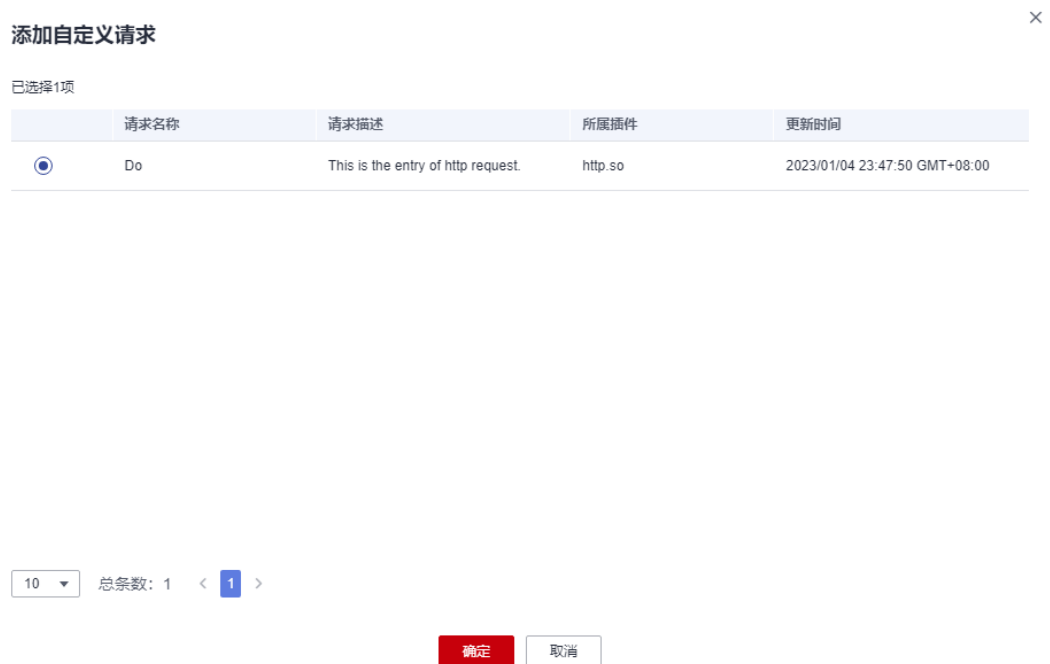 添加自定义请求
已选择1项
请求名称 请求描述 所属插件 更新时间
Do This is the entry of http request. http.so 2023/01/04 23:47:50 GMT+08:00
10 总条数：1 < 1 >
确定 取消